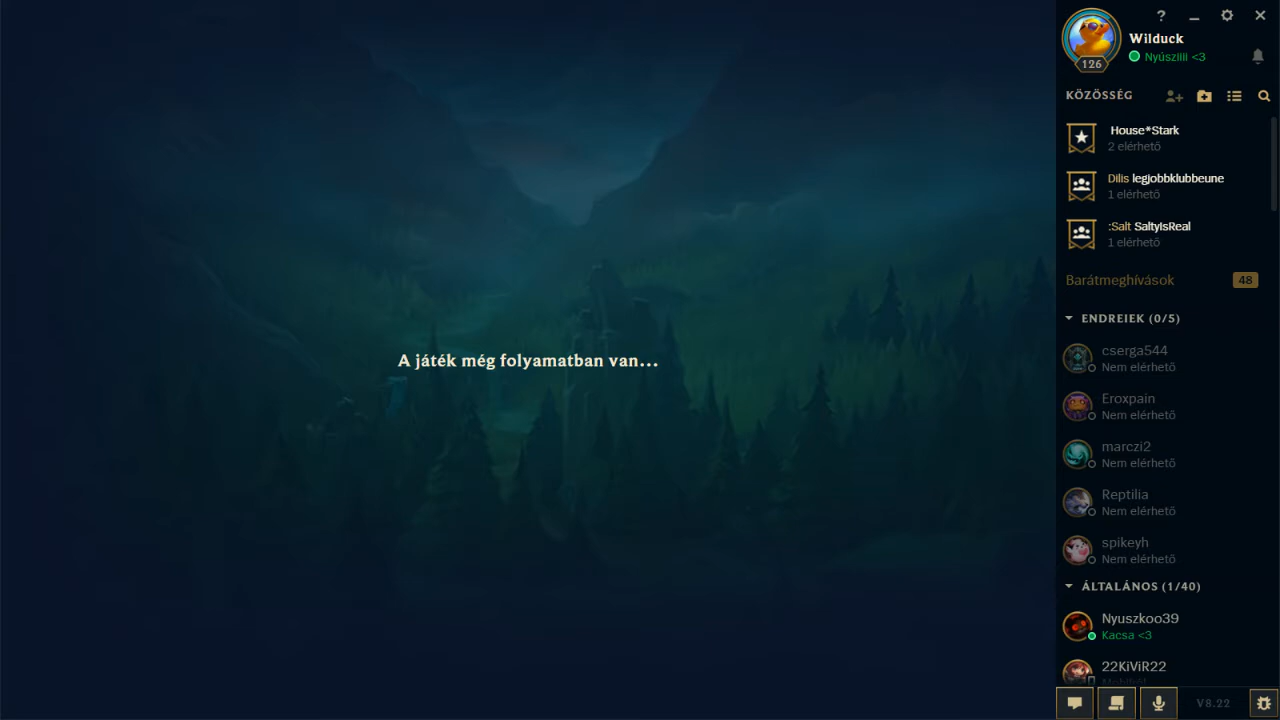 ?
Wilduck
Nyúszilli <3
126
KÖZÖSSÉG
House*Stark
2 elérhető
Dilis legjobbklubbeune
1 elérhető
:Salt SaltyIsReal
1 elérhető
Barátmeghívások 48
ENDREIEK (0/5)
A játék még folyamatban van...
cserga544
Nem elérhető
Eroxpain
Nem elérhető
marczi2
Nem elérhető
Reptilia
Nem elérhető
spikeyh
Nem elérhető
ÁLTALÁNOS (1/40)
Nyuszkoo39
Kacsa <3
22KiViR22
V8.22